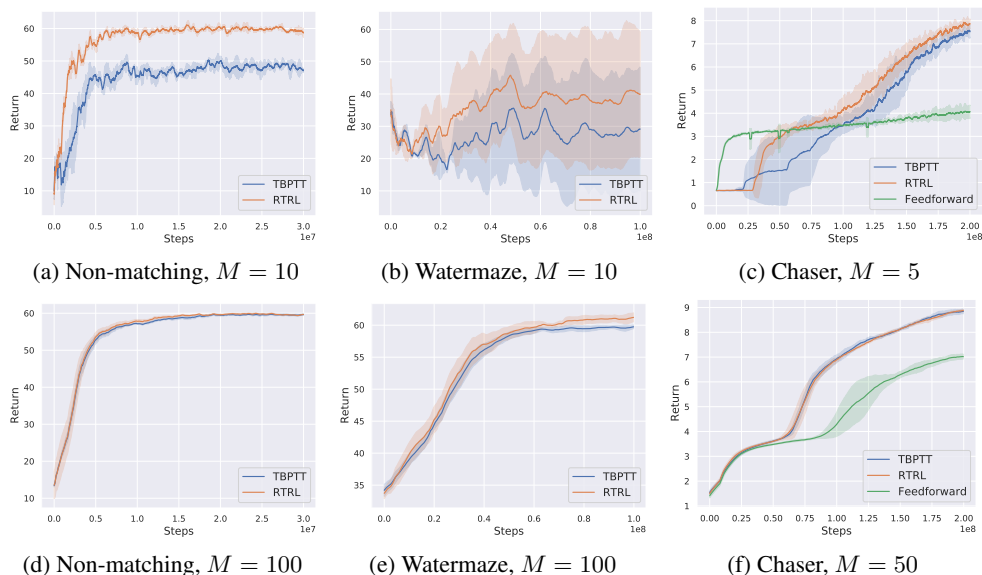 60
50
40
30
20
10
Return
0.0 0.5 1.0 1.5 2.0 2.5 3.0
Steps
1e7
TBPTT
RTRL
(a) Non-matching, M = 10
60
50
40
30
20
10
Return
0.0 0.2 0.4 0.6 0.8 1.0
Steps
1e8
TBPTT
RTRL
(b) Watermaze, M = 10
8
7
6
5
4
3
2
1
0
Return
0.00 0.25 0.50 0.75 1.00 1.25 1.50 1.75 2.00
Steps
1e8
TBPTT
RTRL
Feedforward
(c) Chaser, M = 5
60
50
40
30
20
10
Return
0.0 0.5 1.0 1.5 2.0 2.5 3.0
Steps
1e7
TBPTT
RTRL
(d) Non-matching, M = 100
60
55
50
45
40
35
Return
0.0 0.2 0.4 0.6 0.8 1.0
Steps
1e8
TBPTT
RTRL
(e) Watermaze, M = 100
9
8
7
6
5
4
3
2
1
Return
0.00 0.25 0.50 0.75 1.00 1.25 1.50 1.75 2.00
Steps
1e8
TBPTT
RTRL
Feedforward
(f) Chaser, M = 50